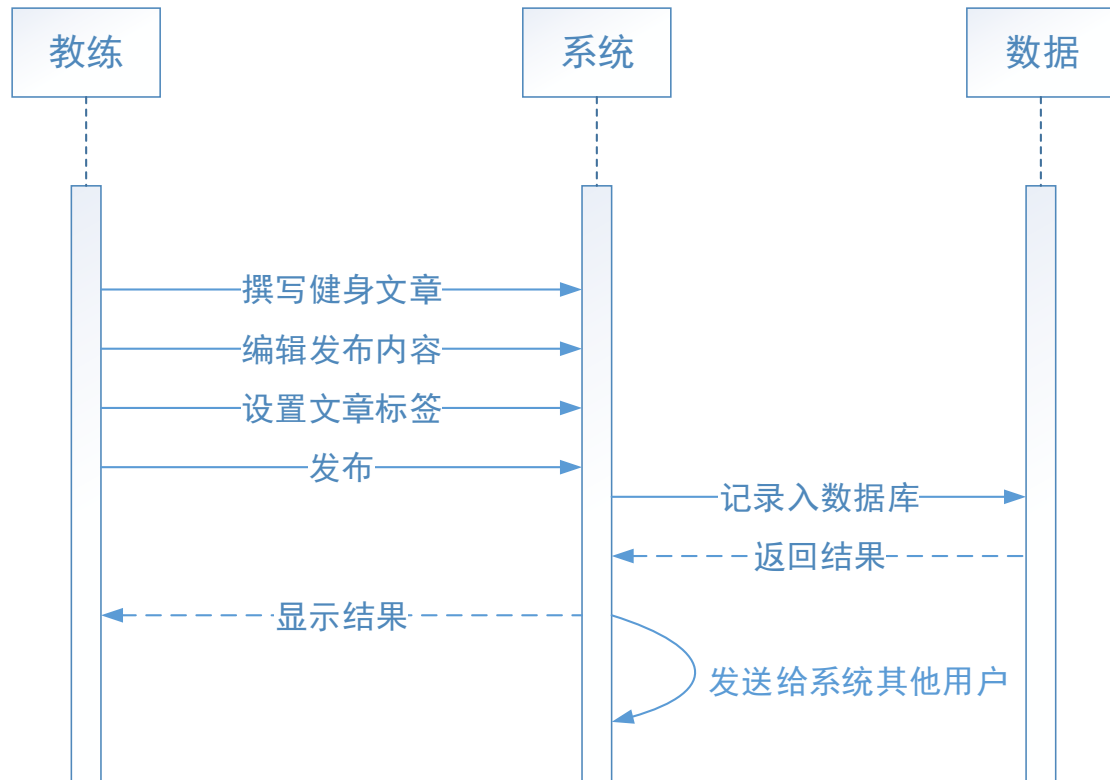 教练
系统
数据
撰写健身文章
编辑发布内容
设置文章标签
发布
记录入数据库
返回结果
显示结果
发送给系统其他用户